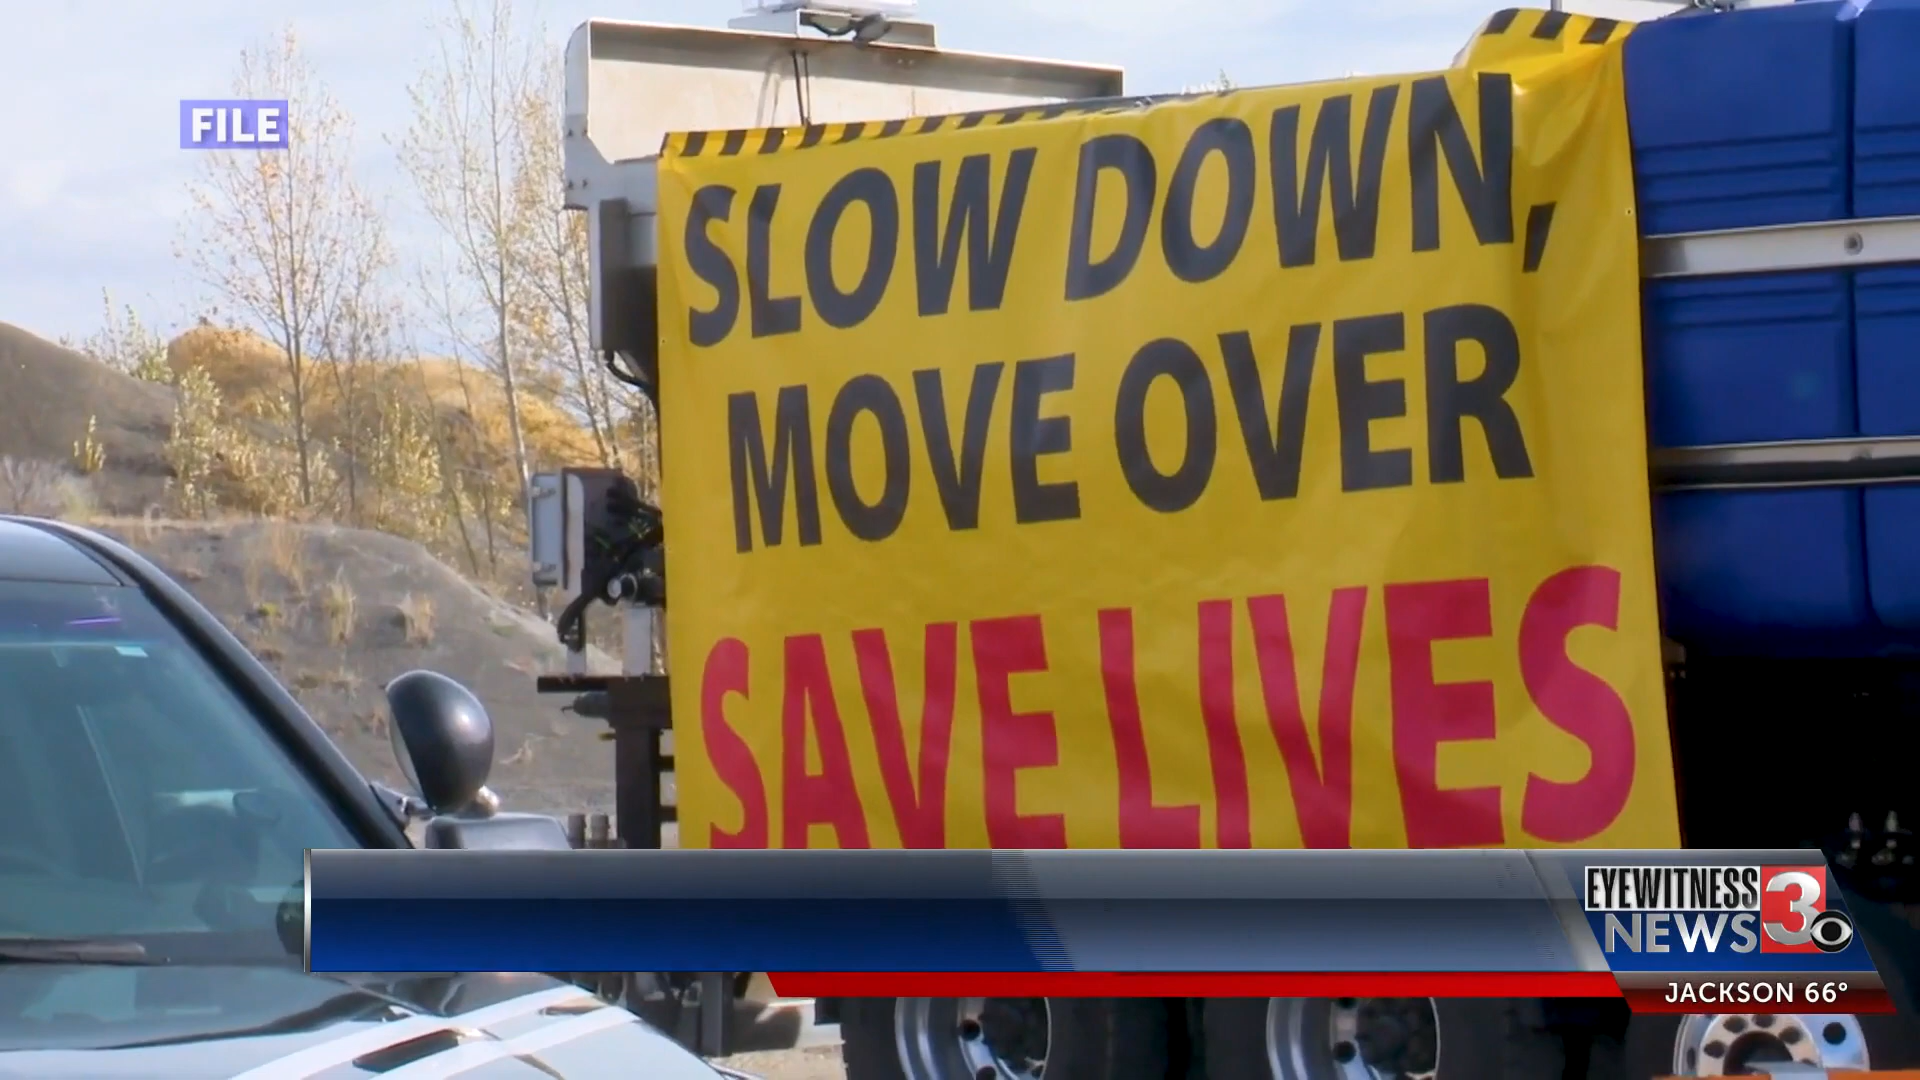 FILE
SLOW DOWN,
MOVE OVER
SAVE LIVES
EYEWITNESS
NEWS 3
JACKSON 66°